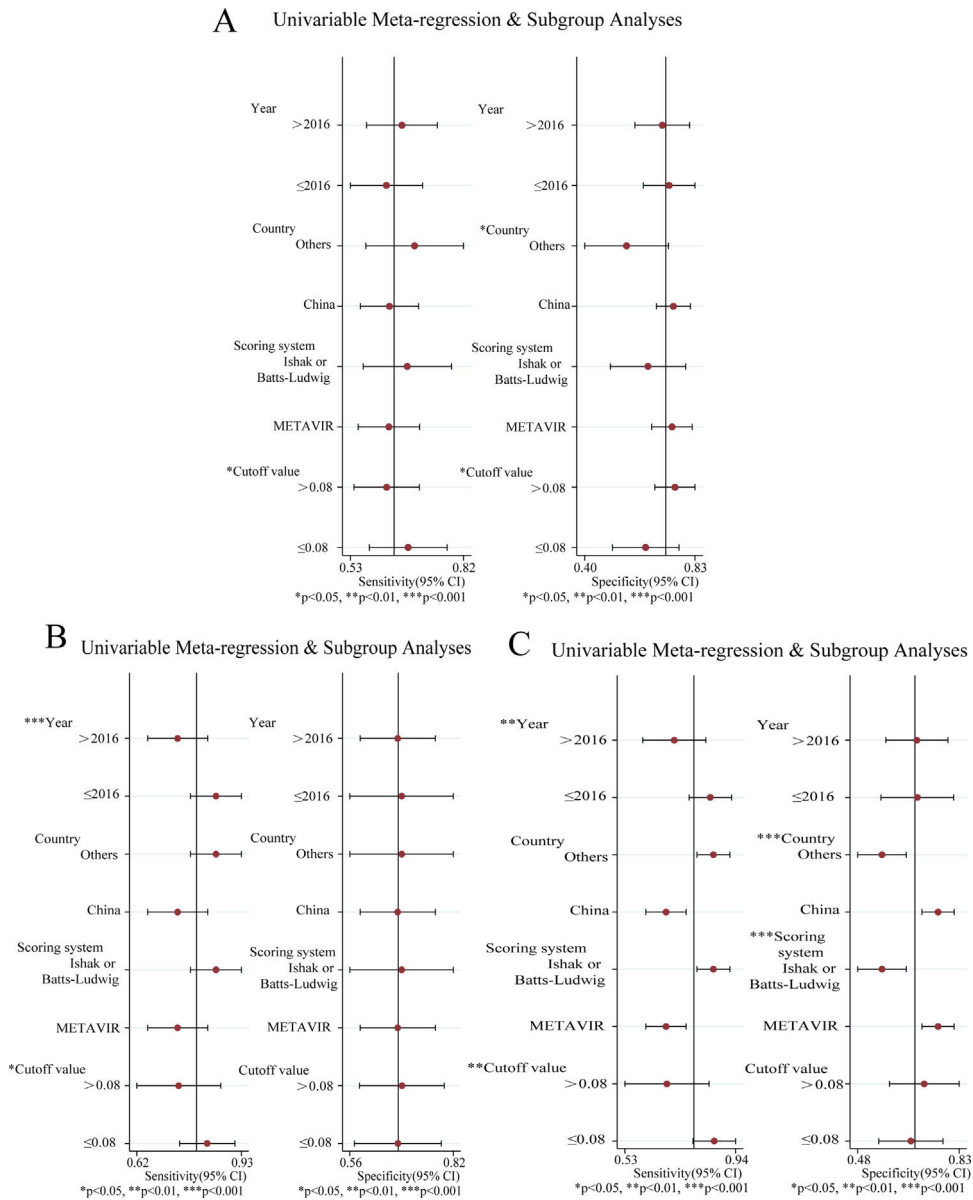 A
Univariable Meta-regression & Subgroup Analyses
Year
>2016
≤2016
Country
Others
China
Scoring system
Ishak or
Batts-Ludwig
METAVIR
*Cutoff value
>0.08
≤0.08
0.53
0.82
Sensitivity(95% CI)
*p<0.05, **p<0.01, ***p<0.001
Year
>2016
≤2016
*Country
Others
China
Scoring system
Ishak or
Batts-Ludwig
METAVIR
*Cutoff value
>0.08
≤0.08
0.40
0.83
Specificity(95% CI)
*p<0.05, **p<0.01, ***p<0.001
B
Univariable Meta-regression & Subgroup Analyses
***Year
>2016
≤2016
Country
Others
China
Scoring system
Ishak or
Batts-Ludwig
METAVIR
*Cutoff value
>0.08
≤0.08
0.62
0.93
Sensitivity(95% CI)
*p<0.05, **p<0.01, ***p<0.001
Year
>2016
≤2016
Country
Others
China
Scoring system
Ishak or
Batts-Ludwig
METAVIR
Cutoff value
>0.08
≤0.08
0.56
0.82
Specificity(95% CI)
*p<0.05, **p<0.01, ***p<0.001
C
Univariable Meta-regression & Subgroup Analyses
**Year
>2016
≤2016
Country
Others
China
Scoring system
Ishak or
Batts-Ludwig
METAVIR
**Cutoff value
>0.08
≤0.08
0.53
0.94
Sensitivity(95% CI)
*p<0.05, **p<0.01, ***p<0.001
Year
>2016
≤2016
***Country
Others
China
***Scoring
system
Ishak or
Batts-Ludwig
METAVIR
Cutoff value
>0.08
≤0.08
0.48
0.83
Specificity(95% CI)
*p<0.05, **p<0.01, ***p<0.001